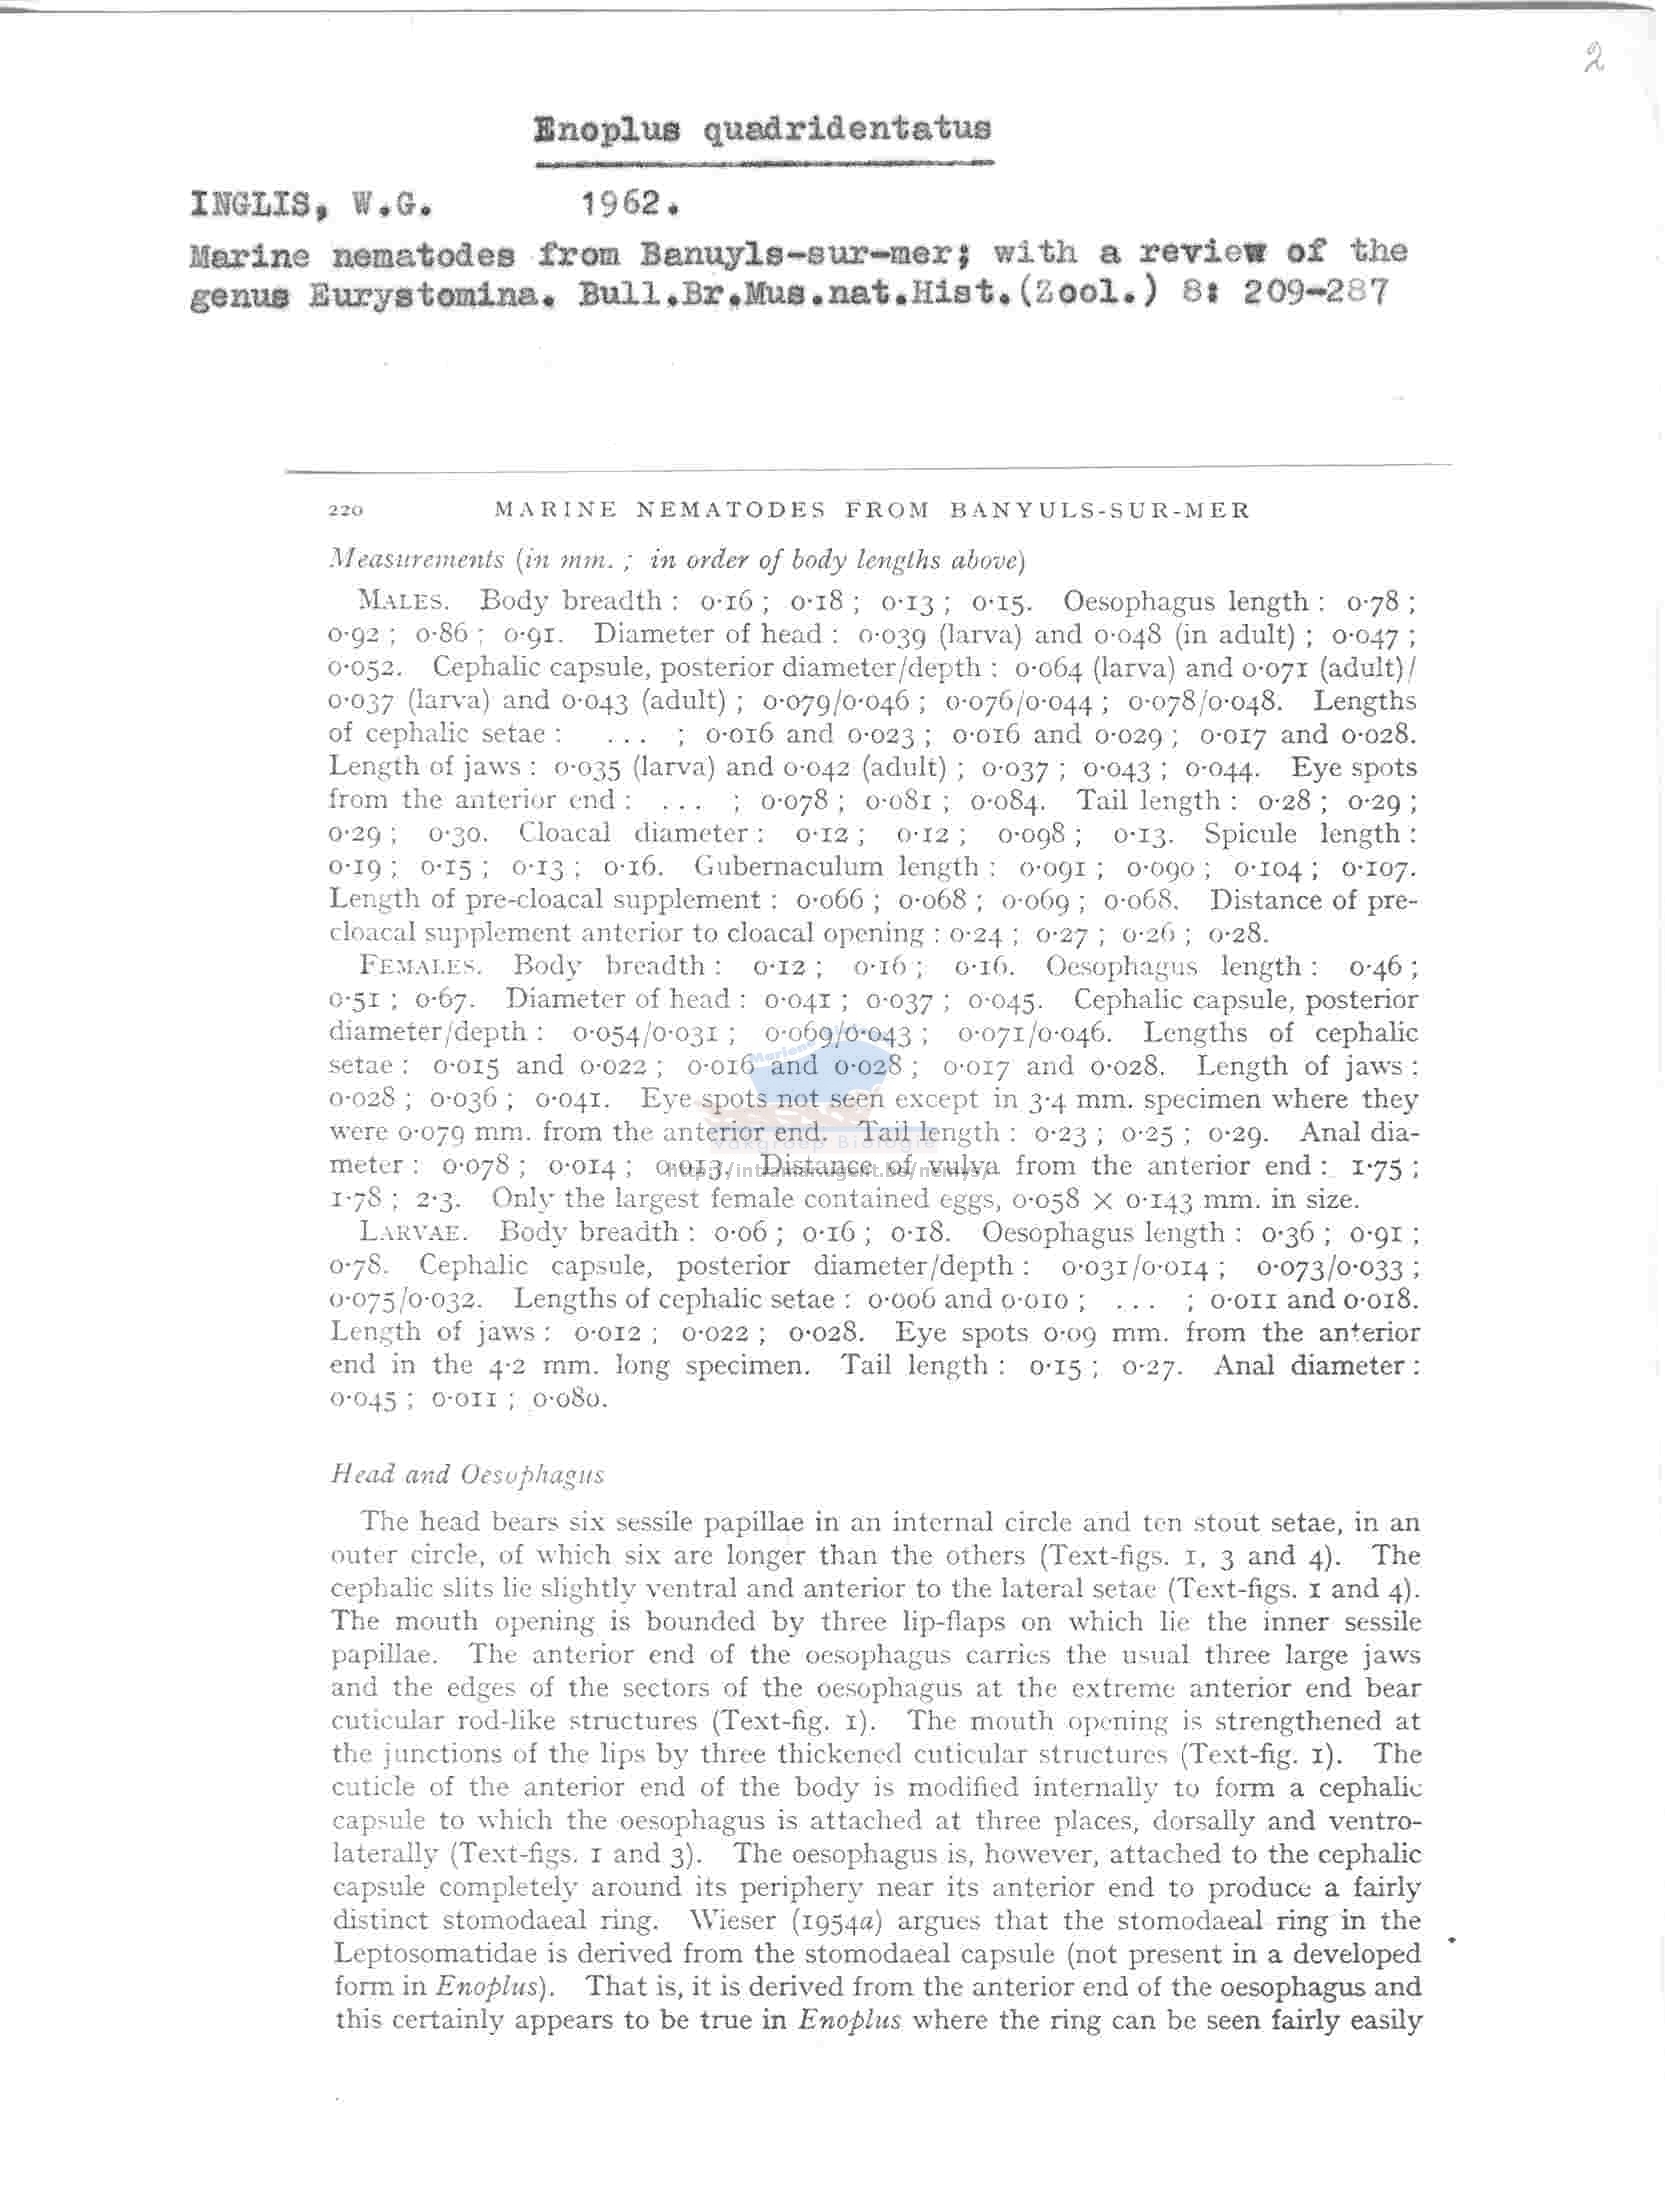 2
Enoplus quadridentatus
INGLIS, W.G. 1962.
Marine nematodes from Banuyls-sur-mer; with a review of the
genus Eurystomina. Bull.Br.Mus.nat.Hist.(Zool.) 8: 209-287
220 MARINE NEMATODES FROM BANYULS-SUR-MER
Measurements (in mm. ; in order of body lengths above)
MALES. Body breadth : 0·16 ; 0·18 ; 0·13 ; 0·15. Oesophagus length : 0·78 ;
0·92 ; 0·86 ; 0·91. Diameter of head : 0·039 (larva) and 0·048 (in adult) ; 0·047 ;
0·052. Cephalic capsule, posterior diameter/depth : 0·064 (larva) and 0·071 (adult)/
0·037 (larva) and 0·043 (adult) ; 0·079/0·046 ; 0·076/0·044 ; 0·078/0·048. Lengths
of cephalic setae : ... ; 0·016 and 0·023 ; 0·016 and 0·029 ; 0·017 and 0·028.
Length of jaws : 0·035 (larva) and 0·042 (adult) ; 0·037 ; 0·043 ; 0·044. Eye spots
from the anterior end : ... ; 0·078 ; 0·081 ; 0·084. Tail length : 0·28 ; 0·29 ;
0·29 ; 0·30. Cloacal diameter : 0·12 ; 0·12 ; 0·098 ; 0·13. Spicule length :
0·19 ; 0·15 ; 0·13 ; 0·16. Gubernaculum length : 0·091 ; 0·090 ; 0·104 ; 0·107.
Length of pre-cloacal supplement : 0·066 ; 0·068 ; 0·069 ; 0·068. Distance of pre-
cloacal supplement anterior to cloacal opening : 0·24 ; 0·27 ; 0·26 ; 0·28.
FEMALES. Body breadth : 0·12 ; 0·16 ; 0·16. Oesophagus length : 0·46 ;
0·51 ; 0·67. Diameter of head : 0·041 ; 0·037 ; 0·045. Cephalic capsule, posterior
diameter/depth : 0·054/0·031 ; 0·069/0·043 ; 0·071/0·046. Lengths of cephalic
setae : 0·015 and 0·022 ; 0·016 and 0·028 ; 0·017 and 0·028. Length of jaws :
0·028 ; 0·036 ; 0·041. Eye spots not seen except in 3·4 mm. specimen where they
were 0·079 mm. from the anterior end. Tail length : 0·23 ; 0·25 ; 0·29. Anal dia-
Vakgroep Biologie
meter : 0·078 ; 0·014 ; 0·013. Distance of vulva from the anterior end : 1·75 ;
1·78 ; 2·3. Only the largest female contained eggs, 0·058 × 0·143 mm. in size.
LARVAE. Body breadth : 0·06 ; 0·16 ; 0·18. Oesophagus length : 0·36 ; 0·91 ;
0·78. Cephalic capsule, posterior diameter/depth : 0·031/0·014 ; 0·073/0·033 ;
0·075/0·032. Lengths of cephalic setae : 0·006 and 0·010 ; ... ; 0·011 and 0·018.
Length of jaws : 0·012 ; 0·022 ; 0·028. Eye spots 0·09 mm. from the anterior
end in the 4·2 mm. long specimen. Tail length : 0·15 ; 0·27. Anal diameter :
0·045 ; 0·011 ; 0·080.
Head and Oesophagus
The head bears six sessile papillae in an internal circle and ten stout setae, in an
outer circle, of which six are longer than the others (Text-figs. 1, 3 and 4). The
cephalic slits lie slightly ventral and anterior to the lateral setae (Text-figs. 1 and 4).
The mouth opening is bounded by three lip-flaps on which lie the inner sessile
papillae. The anterior end of the oesophagus carries the usual three large jaws
and the edges of the sectors of the oesophagus at the extreme anterior end bear
cuticular rod-like structures (Text-fig. 1). The mouth opening is strengthened at
the junctions of the lips by three thickened cuticular structures (Text-fig. 1). The
cuticle of the anterior end of the body is modified internally to form a cephalic
capsule to which the oesophagus is attached at three places, dorsally and ventro-
laterally (Text-figs. 1 and 3). The oesophagus is, however, attached to the cephalic
capsule completely around its periphery near its anterior end to produce a fairly
distinct stomodaeal ring. Wieser (1954a) argues that the stomodaeal ring in the
Leptosomatidae is derived from the stomodaeal capsule (not present in a developed
form in Enoplus). That is, it is derived from the anterior end of the oesophagus and
this certainly appears to be true in Enoplus where the ring can be seen fairly easily